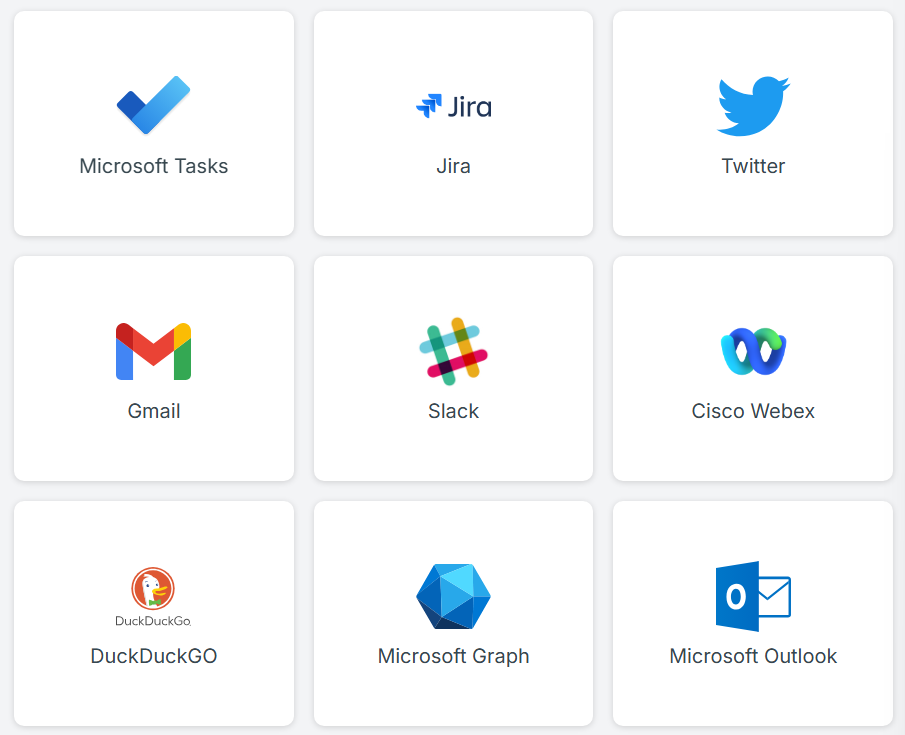 Microsoft Tasks
Jira
Jira
Twitter
Gmail
Slack
Cisco Webex
DuckDuckGo
DuckDuckGO
Microsoft Graph
O
Microsoft Outlook